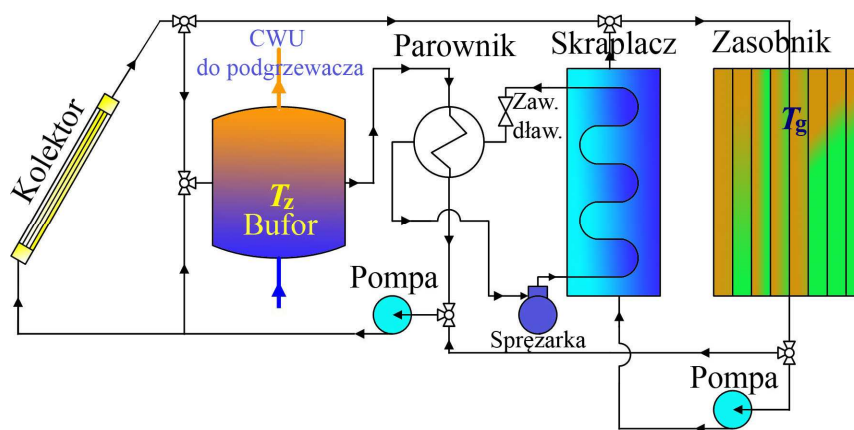 CWU
do podgrzewacza
Parownik
Skraplacz
Zasobnik
Kolektor
Zaw.
dław.
Tg
Tz
Bufor
Pompa
Sprężarka
Pompa